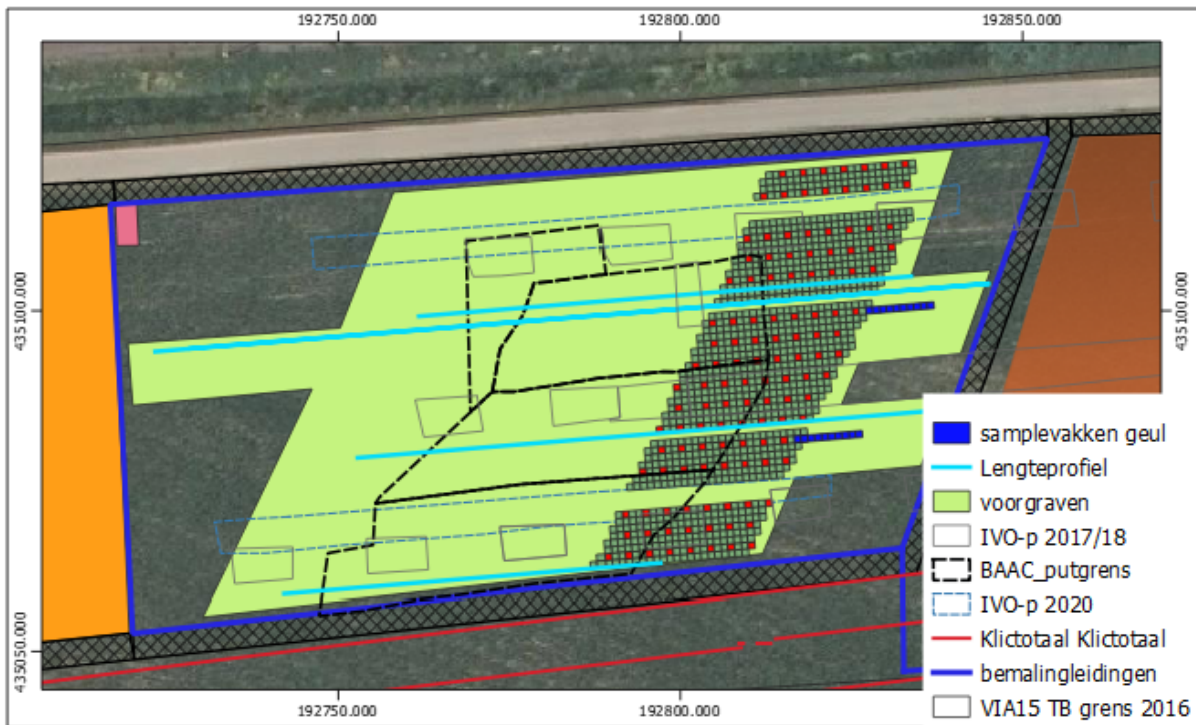 192750.000
192800.000
192850.000
435100.000
435100.000
samplevakken geul
Lengteprofiel
voorgraven
IVO-p 2017/18
BAAC_putgrens
IVO-p 2020
Klictotaal Klictotaal
bemalingleidingen
VIA15 TB grens 2016
435050.000
192750.000
192800.000